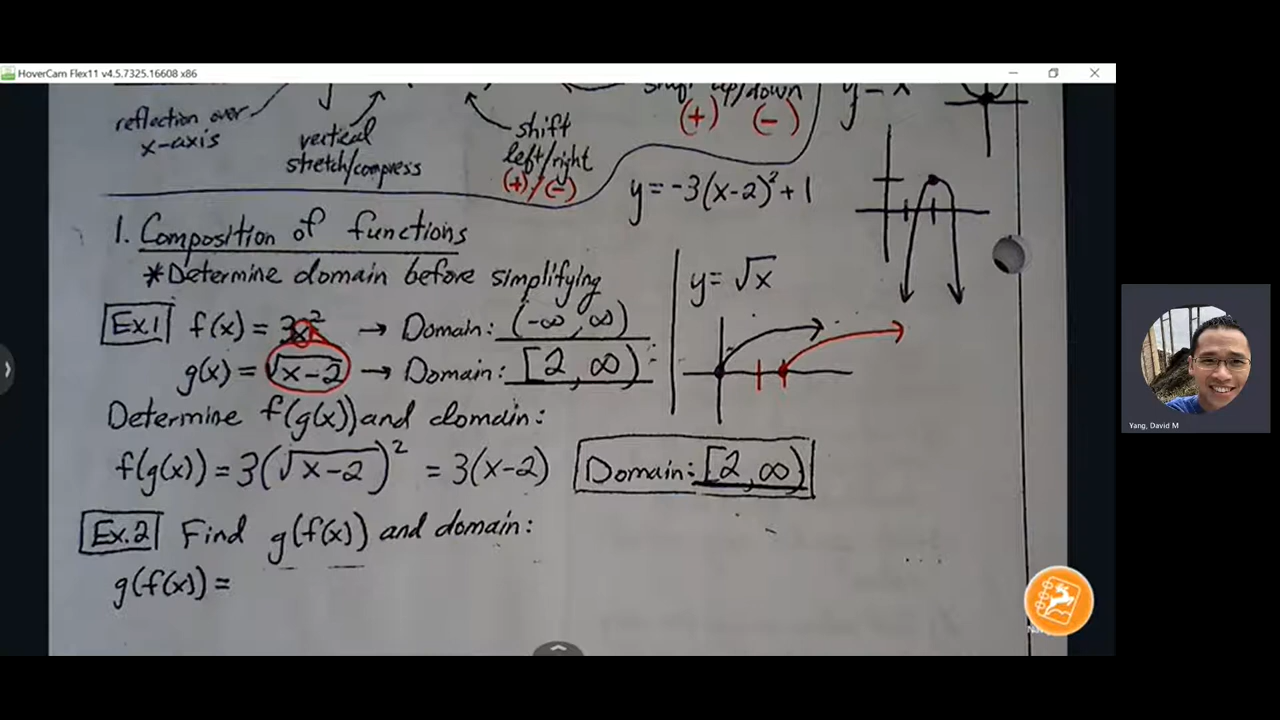 HoverCam Flex11 v4.5.7325.16608 x86
up/down
(+) (-)
reflection over
x-axis
vertical
stretch/compress
shift
left/right
(+)/(-)
y = -3(x-2)² + 1
1. Composition of functions
*Determine domain before simplifying
y = √x
Ex.1 f(x) = 3x² → Domain: (-∞, ∞)
g(x) = √x-2 → Domain: [2, ∞)
Determine f(g(x)) and domain:
f(g(x)) = 3(√x-2)² = 3(x-2) Domain: [2, ∞)
Ex.2 Find g(f(x)) and domain:
g(f(x)) =
Yang, David M